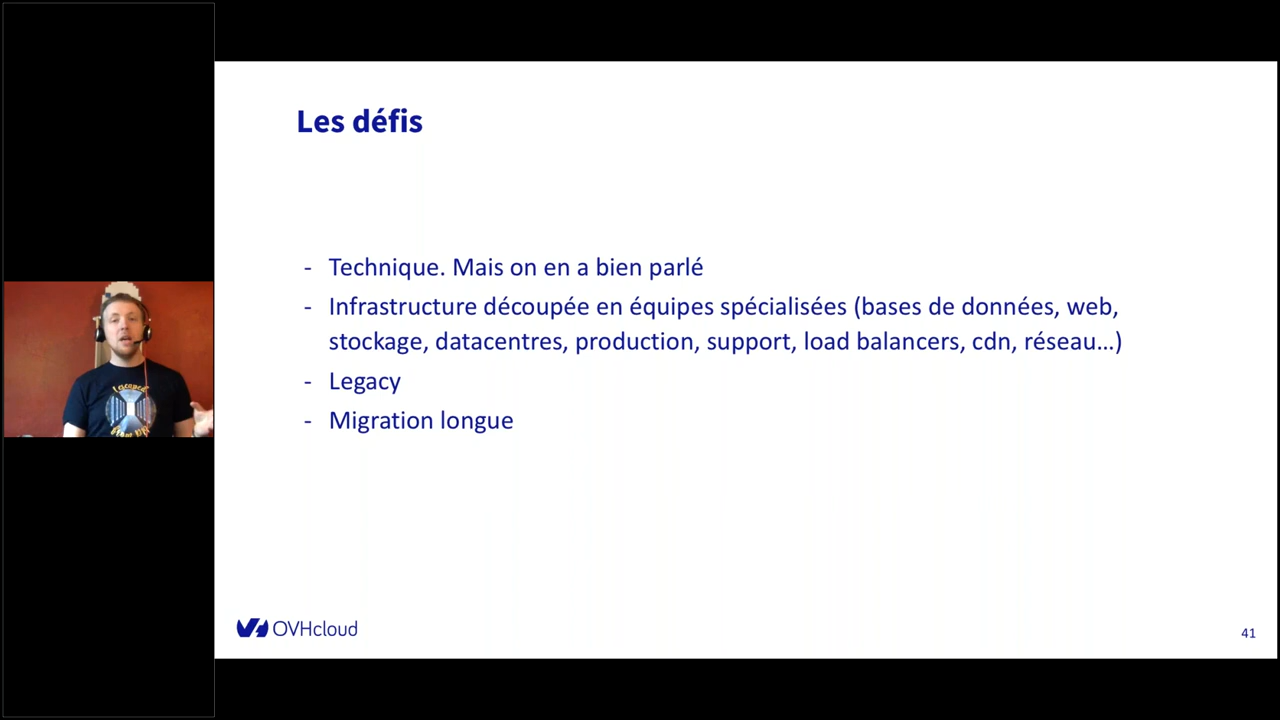 Les défis
- Technique. Mais on en a bien parlé
- Infrastructure découpée en équipes spécialisées (bases de données, web,
stockage, datacentres, production, support, load balancers, cdn, réseau...)
- Legacy
- Migration longue
OVHcloud
41